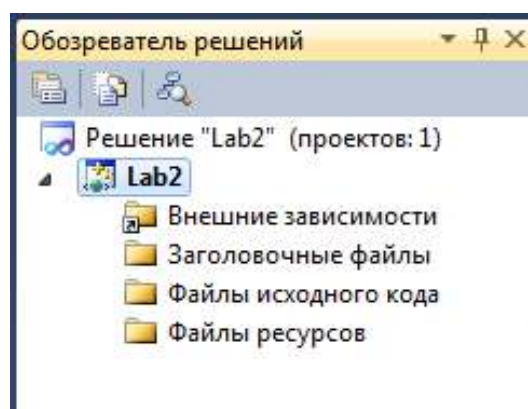 Обозреватель решений
Решение "Lab2" (проектов: 1)
Lab2
Внешние зависимости
Заголовочные файлы
Файлы исходного кода
Файлы ресурсов